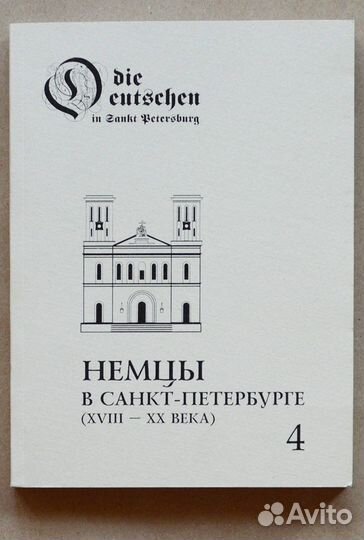 die
Deutschen
in Sankt Petersburg
НЕМЦЫ
В САНКТ-ПЕТЕРБУРГЕ
(XVIII – XX ВЕКА)
4
Avito